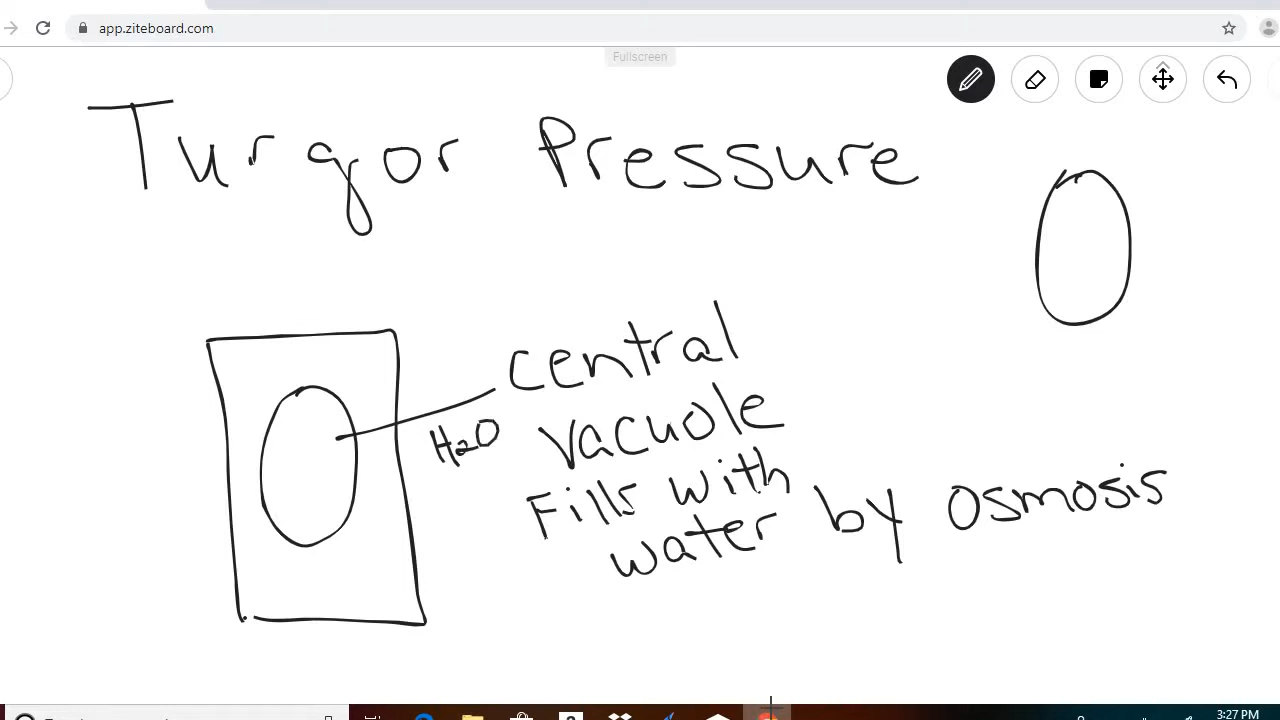 app.ziteboard.com
Fullscreen
Turgor Pressure
central
H2O vacuole
Fills with
water by osmosis
3:27 PM